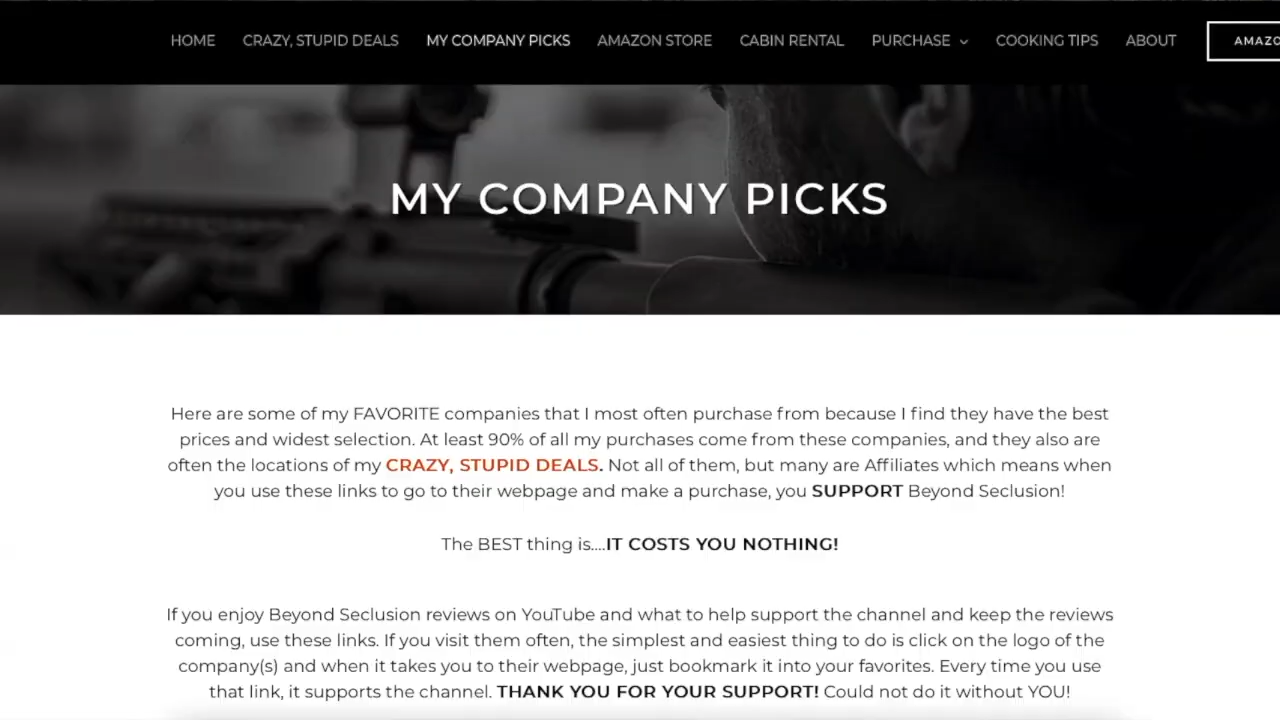 HOME CRAZY, STUPID DEALS MY COMPANY PICKS AMAZON STORE CABIN RENTAL PURCHASE COOKING TIPS ABOUT
MY COMPANY PICKS
Here are some of my FAVORITE companies that I most often purchase from because I find they have the best
prices and widest selection. At least 90% of all my purchases come from these companies, and they also are
often the locations of my CRAZY, STUPID DEALS. Not all of them, but many are Affiliates which means when
you use these links to go to their webpage and make a purchase, you SUPPORT Beyond Seclusion!
The BEST thing is....IT COSTS YOU NOTHING!
If you enjoy Beyond Seclusion reviews on YouTube and what to help support the channel and keep the reviews
coming, use these links. If you visit them often, the simplest and easiest thing to do is click on the logo of the
company(s) and when it takes you to their webpage, just bookmark it into your favorites. Every time you use
that link, it supports the channel. THANK YOU FOR YOUR SUPPORT! Could not do it without YOU!